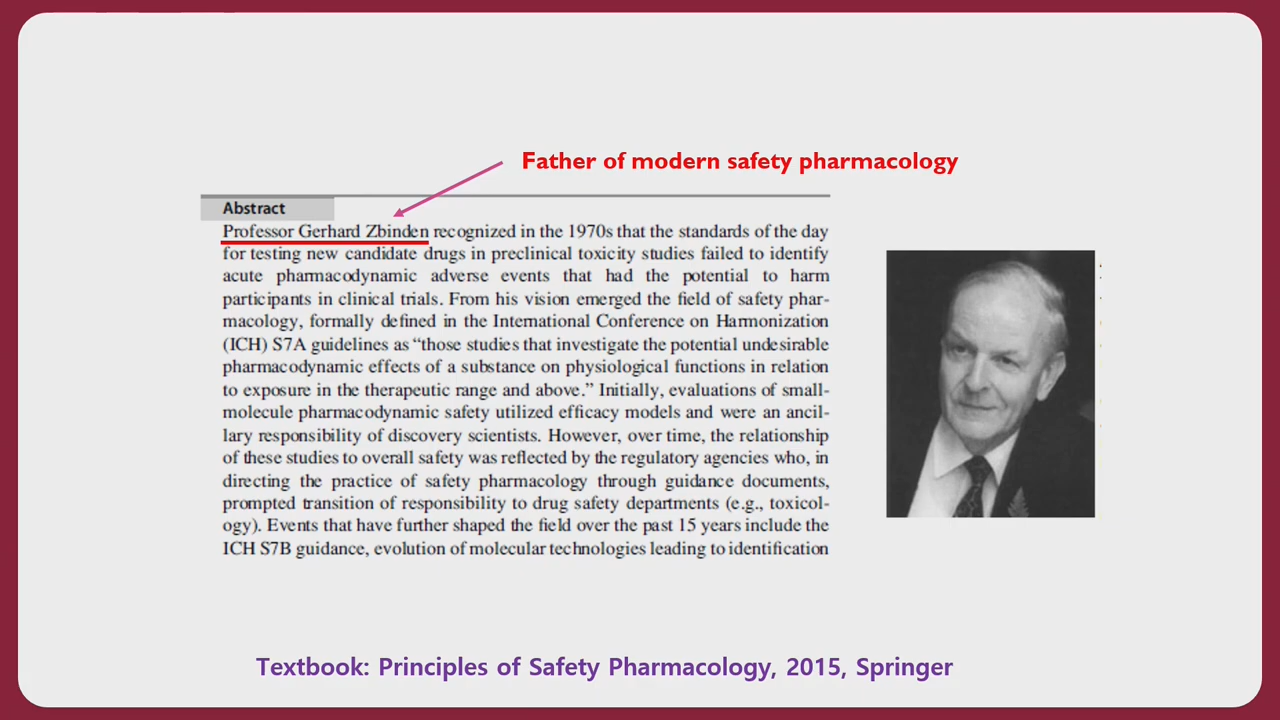 Father of modern safety pharmacology
Abstract
Professor Gerhard Zbinden recognized in the 1970s that the standards of the day
for testing new candidate drugs in preclinical toxicity studies failed to identify
acute pharmacodynamic adverse events that had the potential to harm
participants in clinical trials. From his vision emerged the field of safety phar-
macology, formally defined in the International Conference on Harmonization
(ICH) S7A guidelines as “those studies that investigate the potential undesirable
pharmacodynamic effects of a substance on physiological functions in relation
to exposure in the therapeutic range and above.” Initially, evaluations of small-
molecule pharmacodynamic safety utilized efficacy models and were an ancil-
lary responsibility of discovery scientists. However, over time, the relationship
of these studies to overall safety was reflected by the regulatory agencies who, in
directing the practice of safety pharmacology through guidance documents,
prompted transition of responsibility to drug safety departments (e.g., toxicol-
ogy). Events that have further shaped the field over the past 15 years include the
ICH S7B guidance, evolution of molecular technologies leading to identification
Textbook: Principles of Safety Pharmacology, 2015, Springer